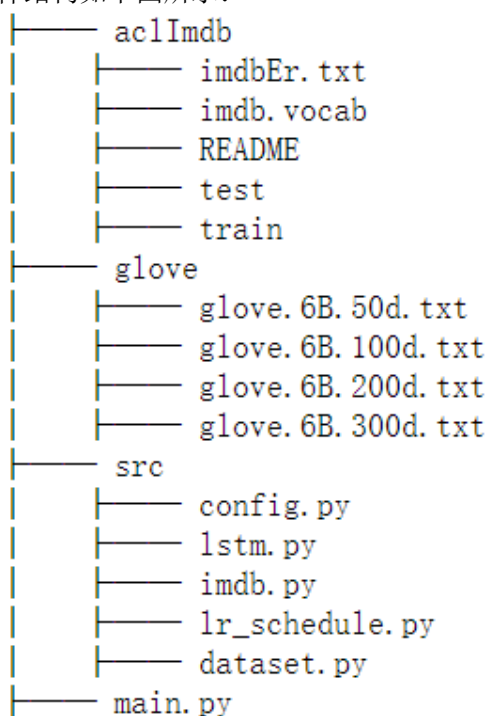 aclImdb
imdbEr.txt
imdb.vocab
README
test
train
glove
glove.6B.50d.txt
glove.6B.100d.txt
glove.6B.200d.txt
glove.6B.300d.txt
src
config.py
lstm.py
imdb.py
lr_schedule.py
dataset.py
main.py